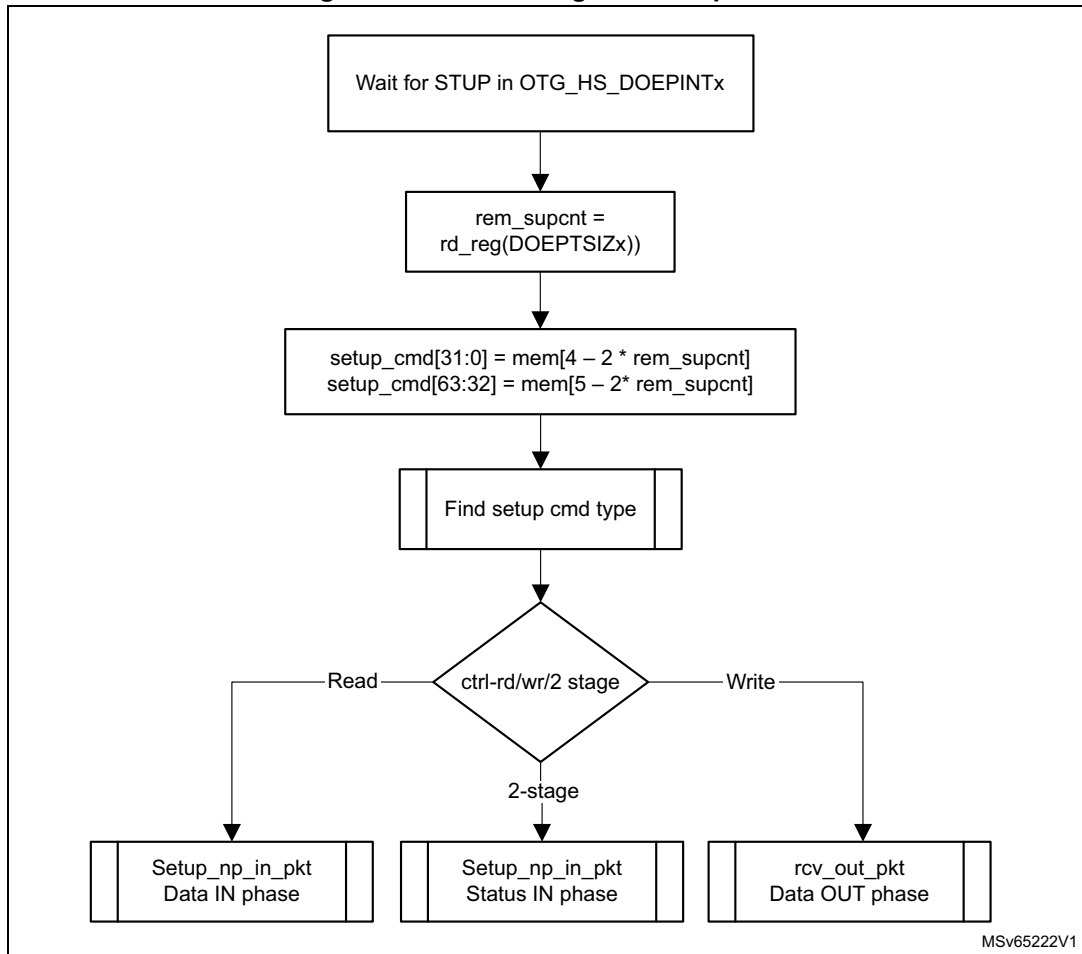 Wait for STUP in OTG_HS_DOEPINTx
rem_supcnt =
rd_reg(DOEPTSIZx))
setup_cmd[31:0] = mem[4 – 2 * rem_supcnt]
setup_cmd[63:32] = mem[5 – 2* rem_supcnt]
Find setup cmd type
Read
ctrl-rd/wr/2 stage
Write
2-stage
Setup_np_in_pkt
Data IN phase
Setup_np_in_pkt
Status IN phase
rcv_out_pkt
Data OUT phase
MSv65222V1